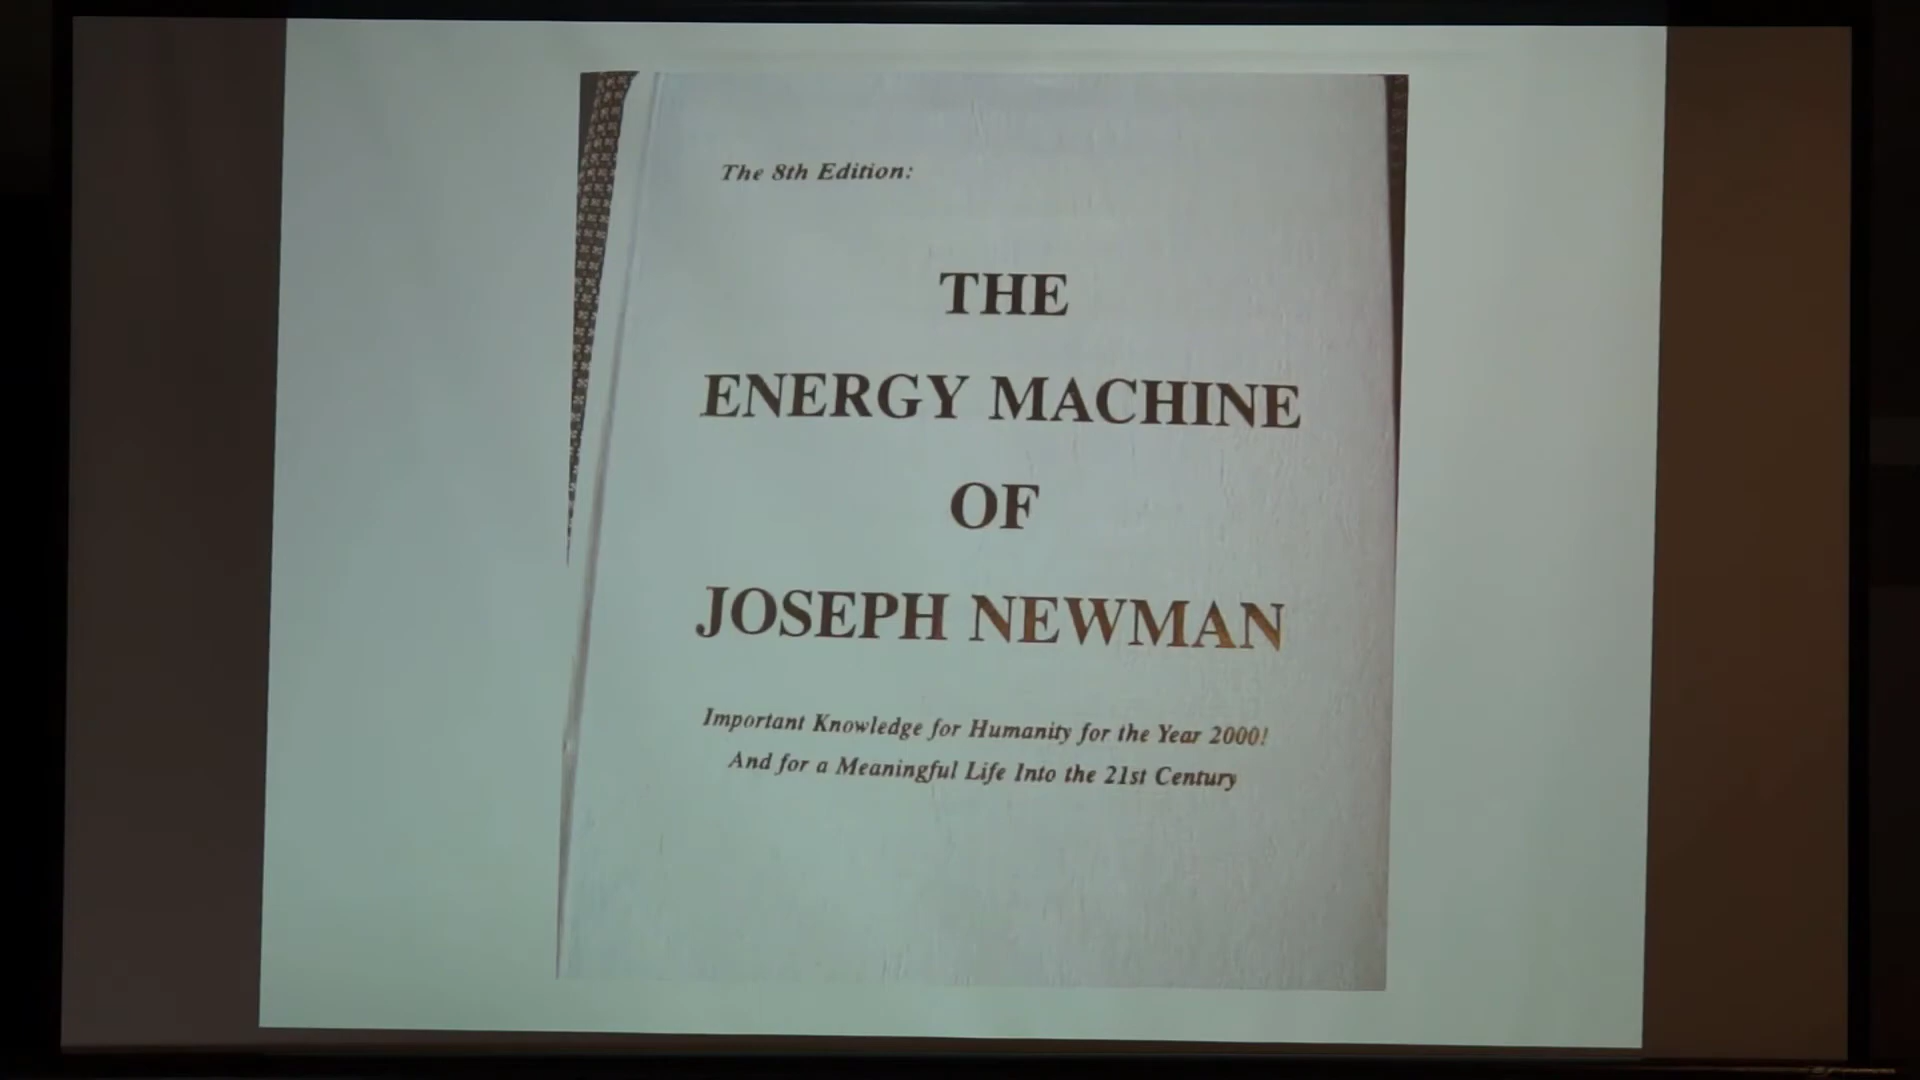 The 8th Edition:
THE
ENERGY MACHINE
OF
JOSEPH NEWMAN
Important Knowledge for Humanity for the Year 2000!
And for a Meaningful Life Into the 21st Century